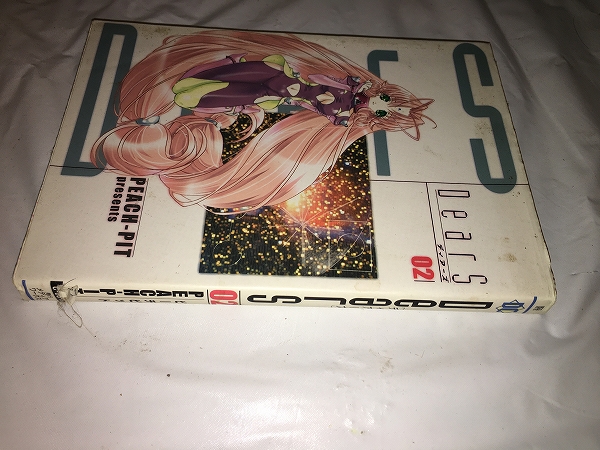 DearS
DearS
ディアーズ
02
PEACH-PIT
presents
DearS
02
PEACH-PIT